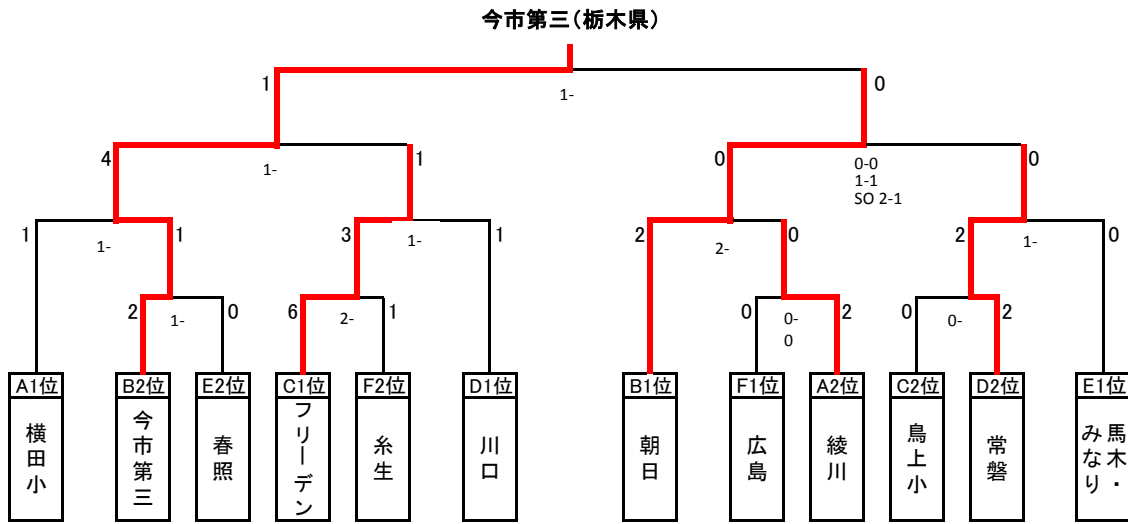 今市第三(栃木県)
1 0
1-
4 1 0 0
1- 0-0
1-1
SO 2-1
1 1 3 1 2 0 2 0
1- 1- 2- 1-
2 0 6 1 0 2 0 2
1- 2- 0- 0-
0
A1位 B2位 E2位 C1位 F2位 D1位 B1位 F1位 A2位 C2位 D2位 E1位
横田小
今市第三
春照
フリーデン
糸生
川口
朝日
広島
綾川
鳥上小
常磐
馬木・
みなり